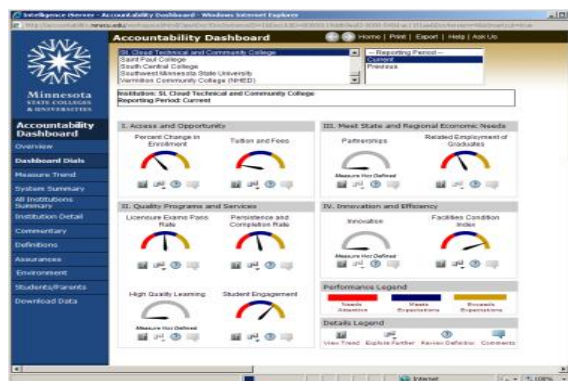 Intelligence iServer - Accountability Dashboard - Windows Internet Explorer
Accountability Dashboard
Home | Print | Export | Help | Ask Us
St. Cloud Technical and Community College
Saint Paul College
South Central College
Southwest Minnesota State University
Vermilion Community College (NHED)
-- Reporting Period --
Current
Previous
Minnesota
STATE COLLEGES
& UNIVERSITIES
Institution: St. Cloud Technical and Community College
Reporting Period: Current
Accountability
Dashboard
Overview
Dashboard Dials
Measure Trend
System Summary
All Institutions
Summary
Institution Detail
Commentary
Definitions
Assurances
Environment
Students/Parents
Download Data
I. Access and Opportunity
Percent Change in
Enrollment
Tuition and Fees
III. Meet State and Regional Economic Needs
Partnerships
Measure Not Defined
Related Employment of
Graduates
II. Quality Programs and Services
Licensure Exams Pass
Rate
Persistence and
Completion Rate
High Quality Learning
Measure Not Defined
Student Engagement
IV. Innovation and Efficiency
Innovation
Measure Not Defined
Facilities Condition
Index
Performance Legend
Needs
Attention
Meets
Expectations
Exceeds
Expectations
Details Legend
View Trend
Explore Further
Review Definition
Comments
Internet
100%